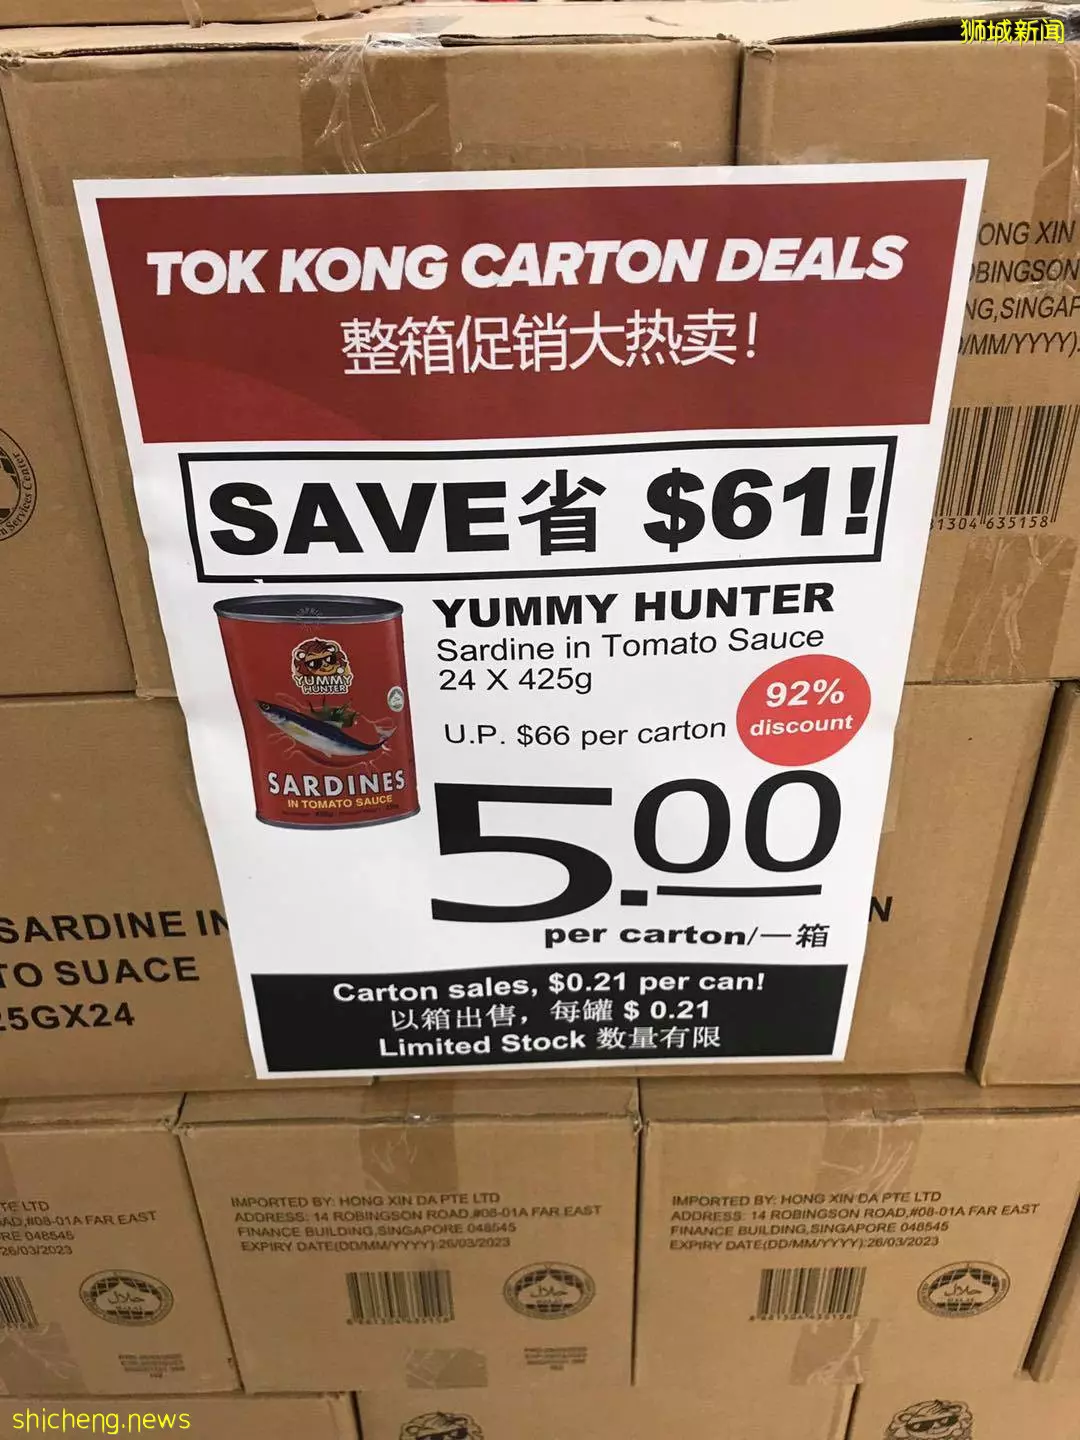 狮城新闻
TOK KONG CARTON DEALS
整箱促销大热卖!
SAVE省 $61!
YUMMY HUNTER
Sardine in Tomato Sauce
24 X 425g
92%
discount
U.P. $66 per carton
5.00
per carton/一箱
Carton sales, $0.21 per can!
以箱出售，每罐 $ 0.21
Limited Stock 数量有限
YUMMY
HUNTER
SARDINES
IN TOMATO SAUCE
ONG XIN
BINGSON
NG,SINGAP
/MM/YYYY)
1304 635158
n Services Center
SARDINE IN
TO SUACE
25GX24
N
TE LTD
AD,#08-01A FAR EAST
RE 048545
26/03/2023
IMPORTED BY: HONG XIN DA PTE LTD
ADDRESS: 14 ROBINGSON ROAD,#08-01A FAR EAST
FINANCE BUILDING,SINGAPORE 048545
EXPIRY DATE(DD/MM/YYYY):26/03/2023
IMPORTED BY: HONG XIN DA PTE LTD
ADDRESS: 14 ROBINGSON ROAD,#08-01A FAR EAST
FINANCE BUILDING,SINGAPORE 048545
EXPIRY DATE(DD/MM/YYYY):26/03/2023
shicheng.news